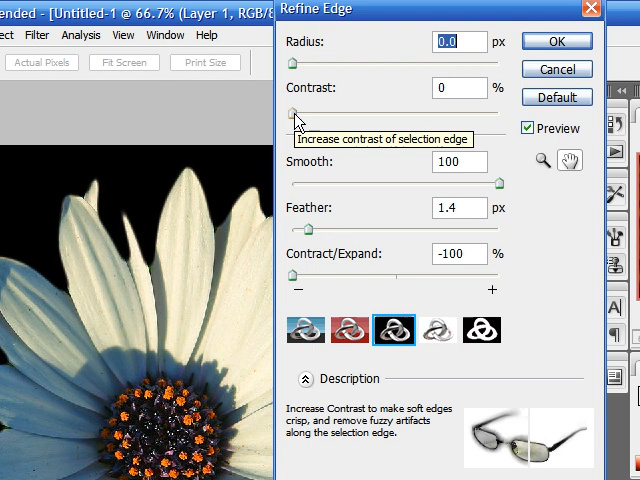 ended - [Untitled-1 @ 66.7% (Layer 1, RGB/8
Refine Edge
ect Filter Analysis View Window Help
Actual Pixels Fit Screen Print Size
Radius: 0.0 px
OK
Contrast: 0 %
Cancel
Default
Increase contrast of selection edge
Preview
Smooth: 100
Feather: 1.4 px
Contract/Expand: -100 %
Description
Increase Contrast to make soft edges
crisp, and remove fuzzy artifacts
along the selection edge.